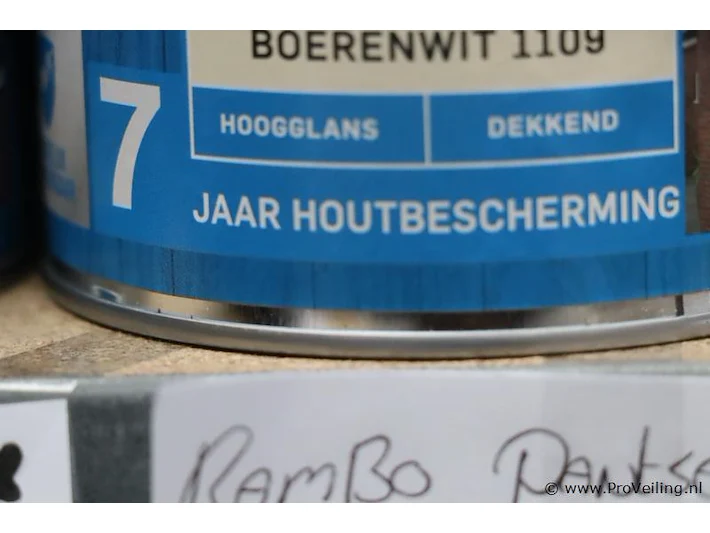 BOERENWIT 1109
HOOGGLANS DEKKEND
7
JAAR HOUTBESCHERMING
RAMBO
© www.ProVeiling.nl